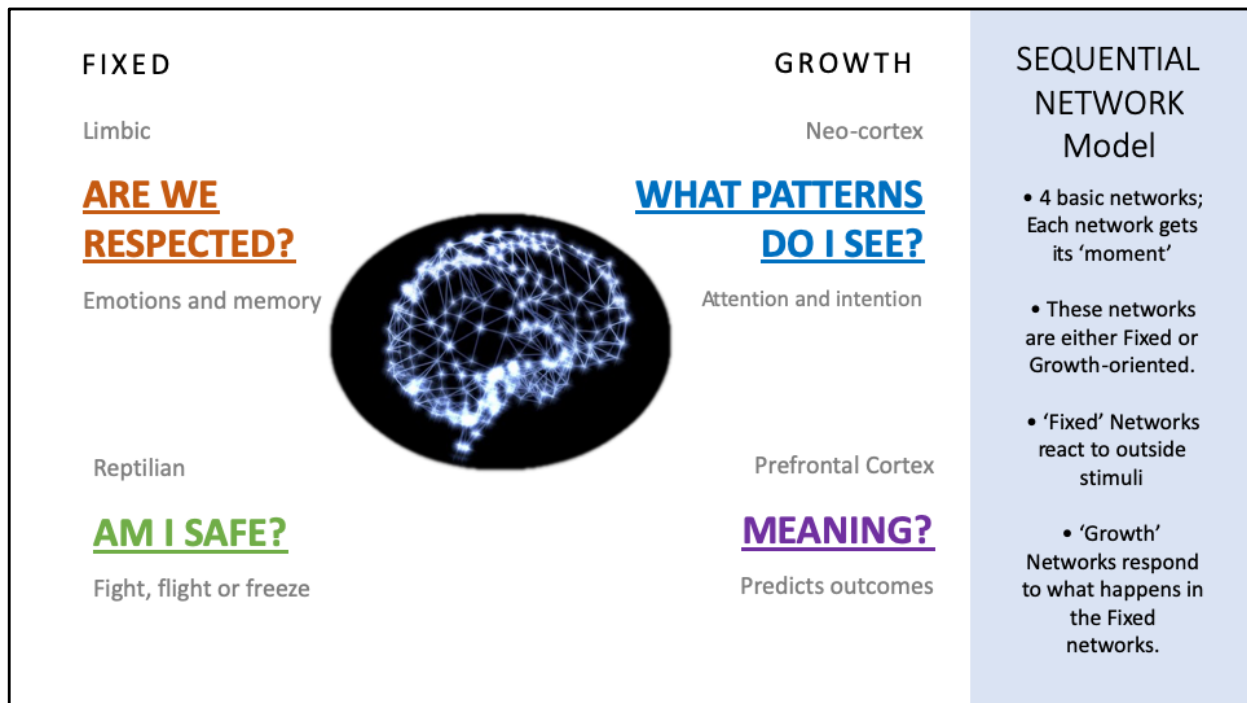 FIXED
Limbic
ARE WE
RESPECTED?
Emotions and memory
Reptilian
AM I SAFE?
Fight, flight or freeze
GROWTH
Neo-cortex
WHAT PATTERNS
DO I SEE?
Attention and intention
Prefrontal Cortex
MEANING?
Predicts outcomes
SEQUENTIAL
NETWORK
Model
• 4 basic networks;
Each network gets
its ‘moment’
• These networks
are either Fixed or
Growth-oriented.
• ‘Fixed’ Networks
react to outside
stimuli
• ‘Growth’
Networks respond
to what happens in
the Fixed
networks.